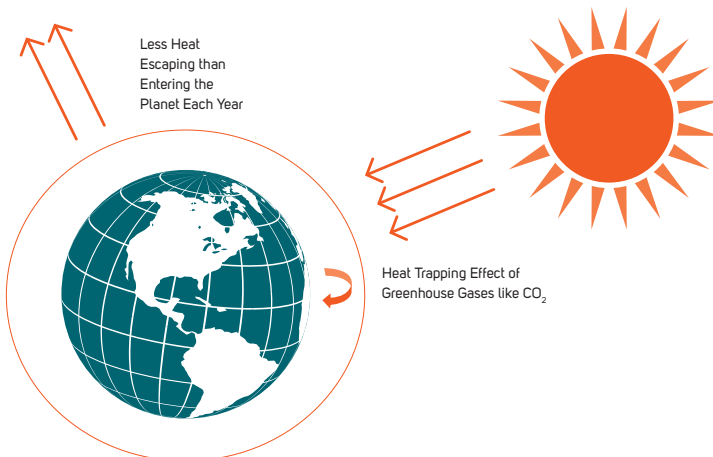 Less Heat
Escaping than
Entering the
Planet Each Year
Heat Trapping Effect of
Greenhouse Gases like CO₂